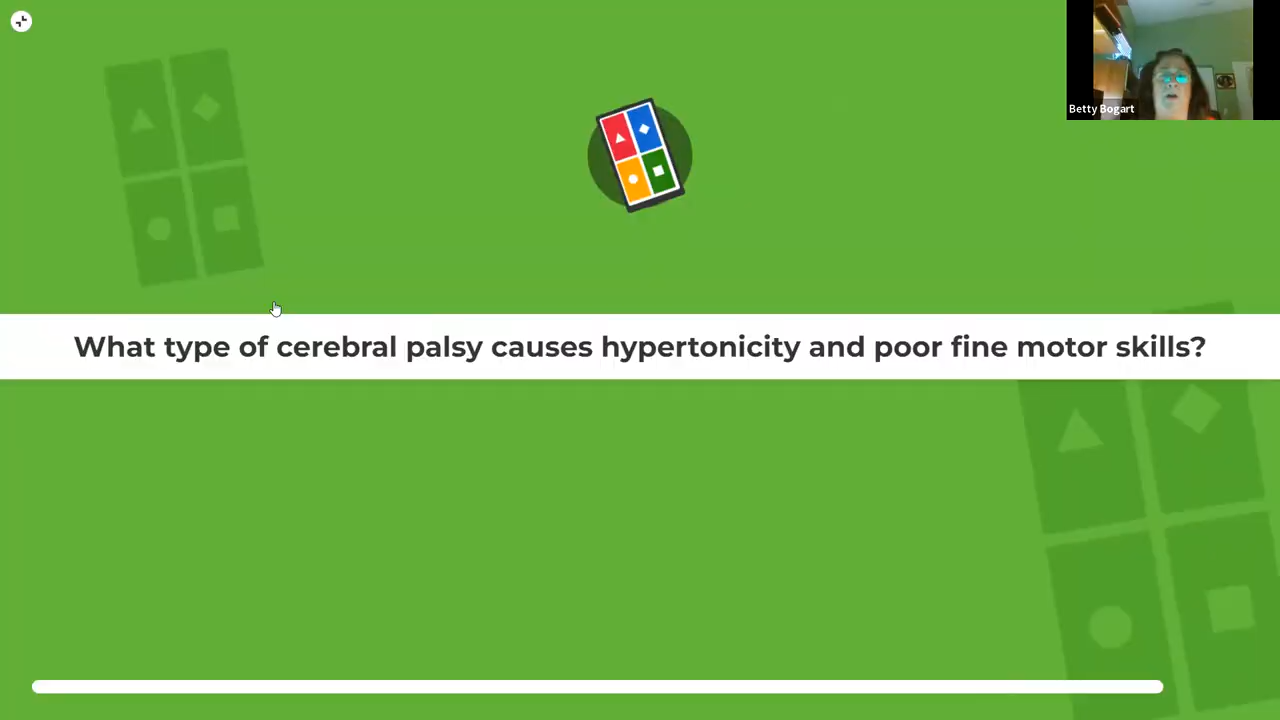 Betty Bogart
What type of cerebral palsy causes hypertonicity and poor fine motor skills?